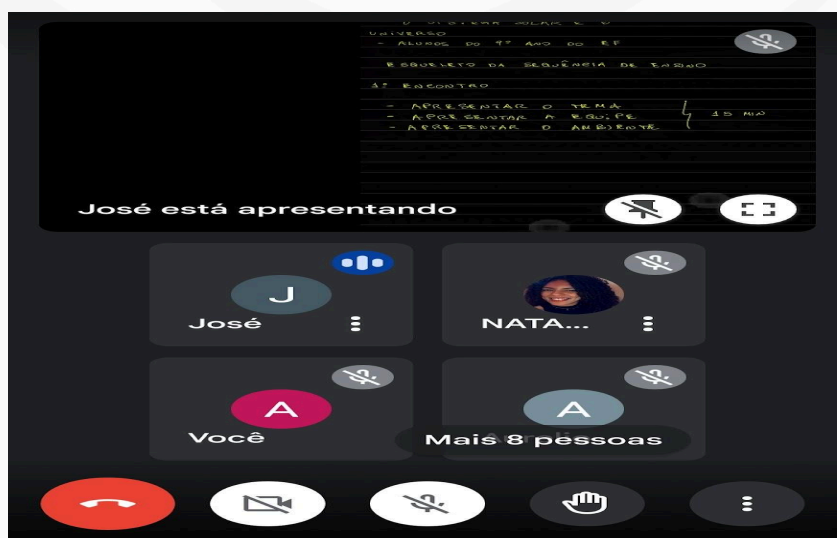 O SISTEMA SOLAR E O
UNIVERSO
- ALUNOS DO 9º ANO DO EF
ESQUELETO DA SEQUÊNCIA DE ENSINO
1º ENCONTRO
- APRESENTAR O TEMA
- APRESENTAR A EQUIPE
15 MIN
- APRESENTAR O AMBIENTE
José está apresentando
J
José
NATA...
A
Você
A
Mais 8 pessoas